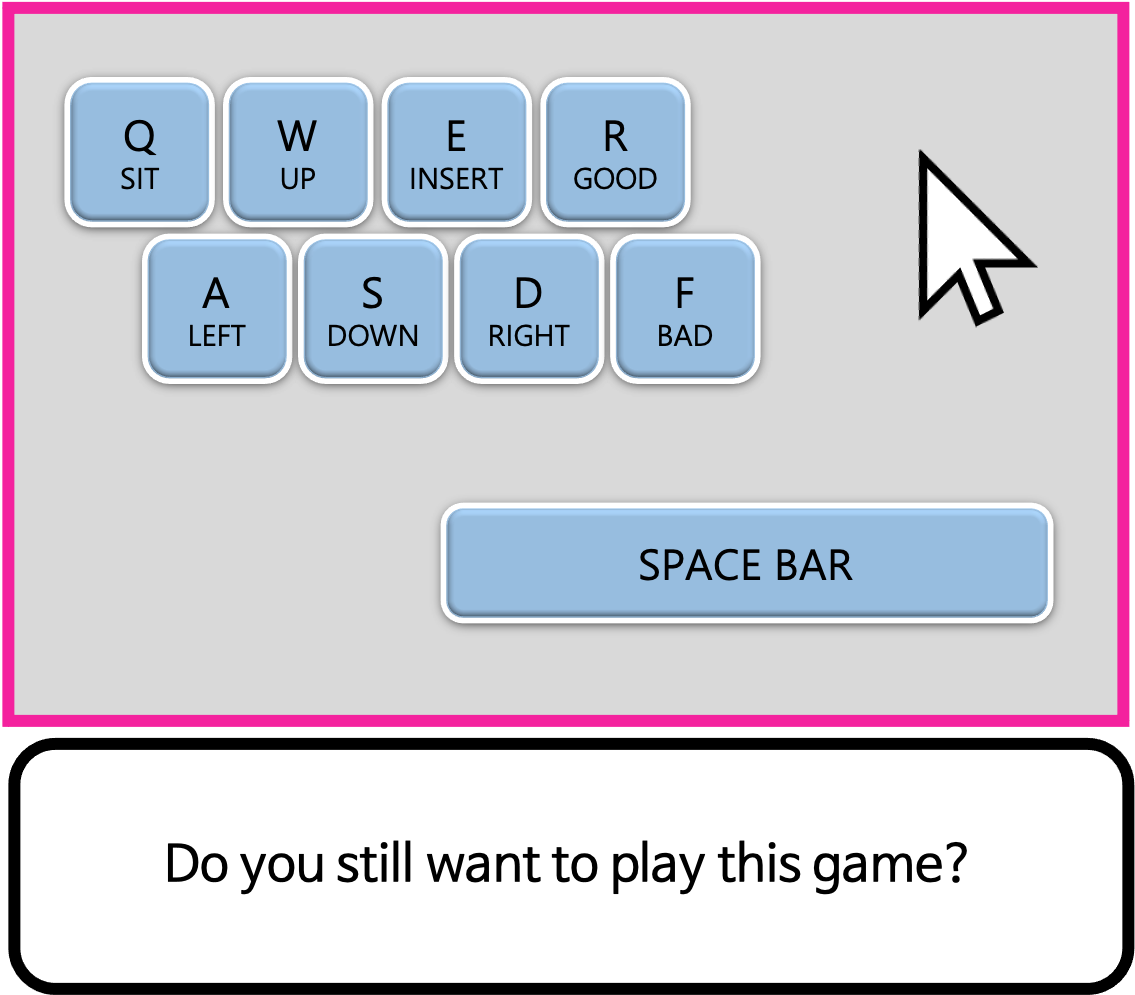 Q W E R
SIT UP INSERT GOOD
A S D F
LEFT DOWN RIGHT BAD
SPACE BAR
Do you still want to play this game?